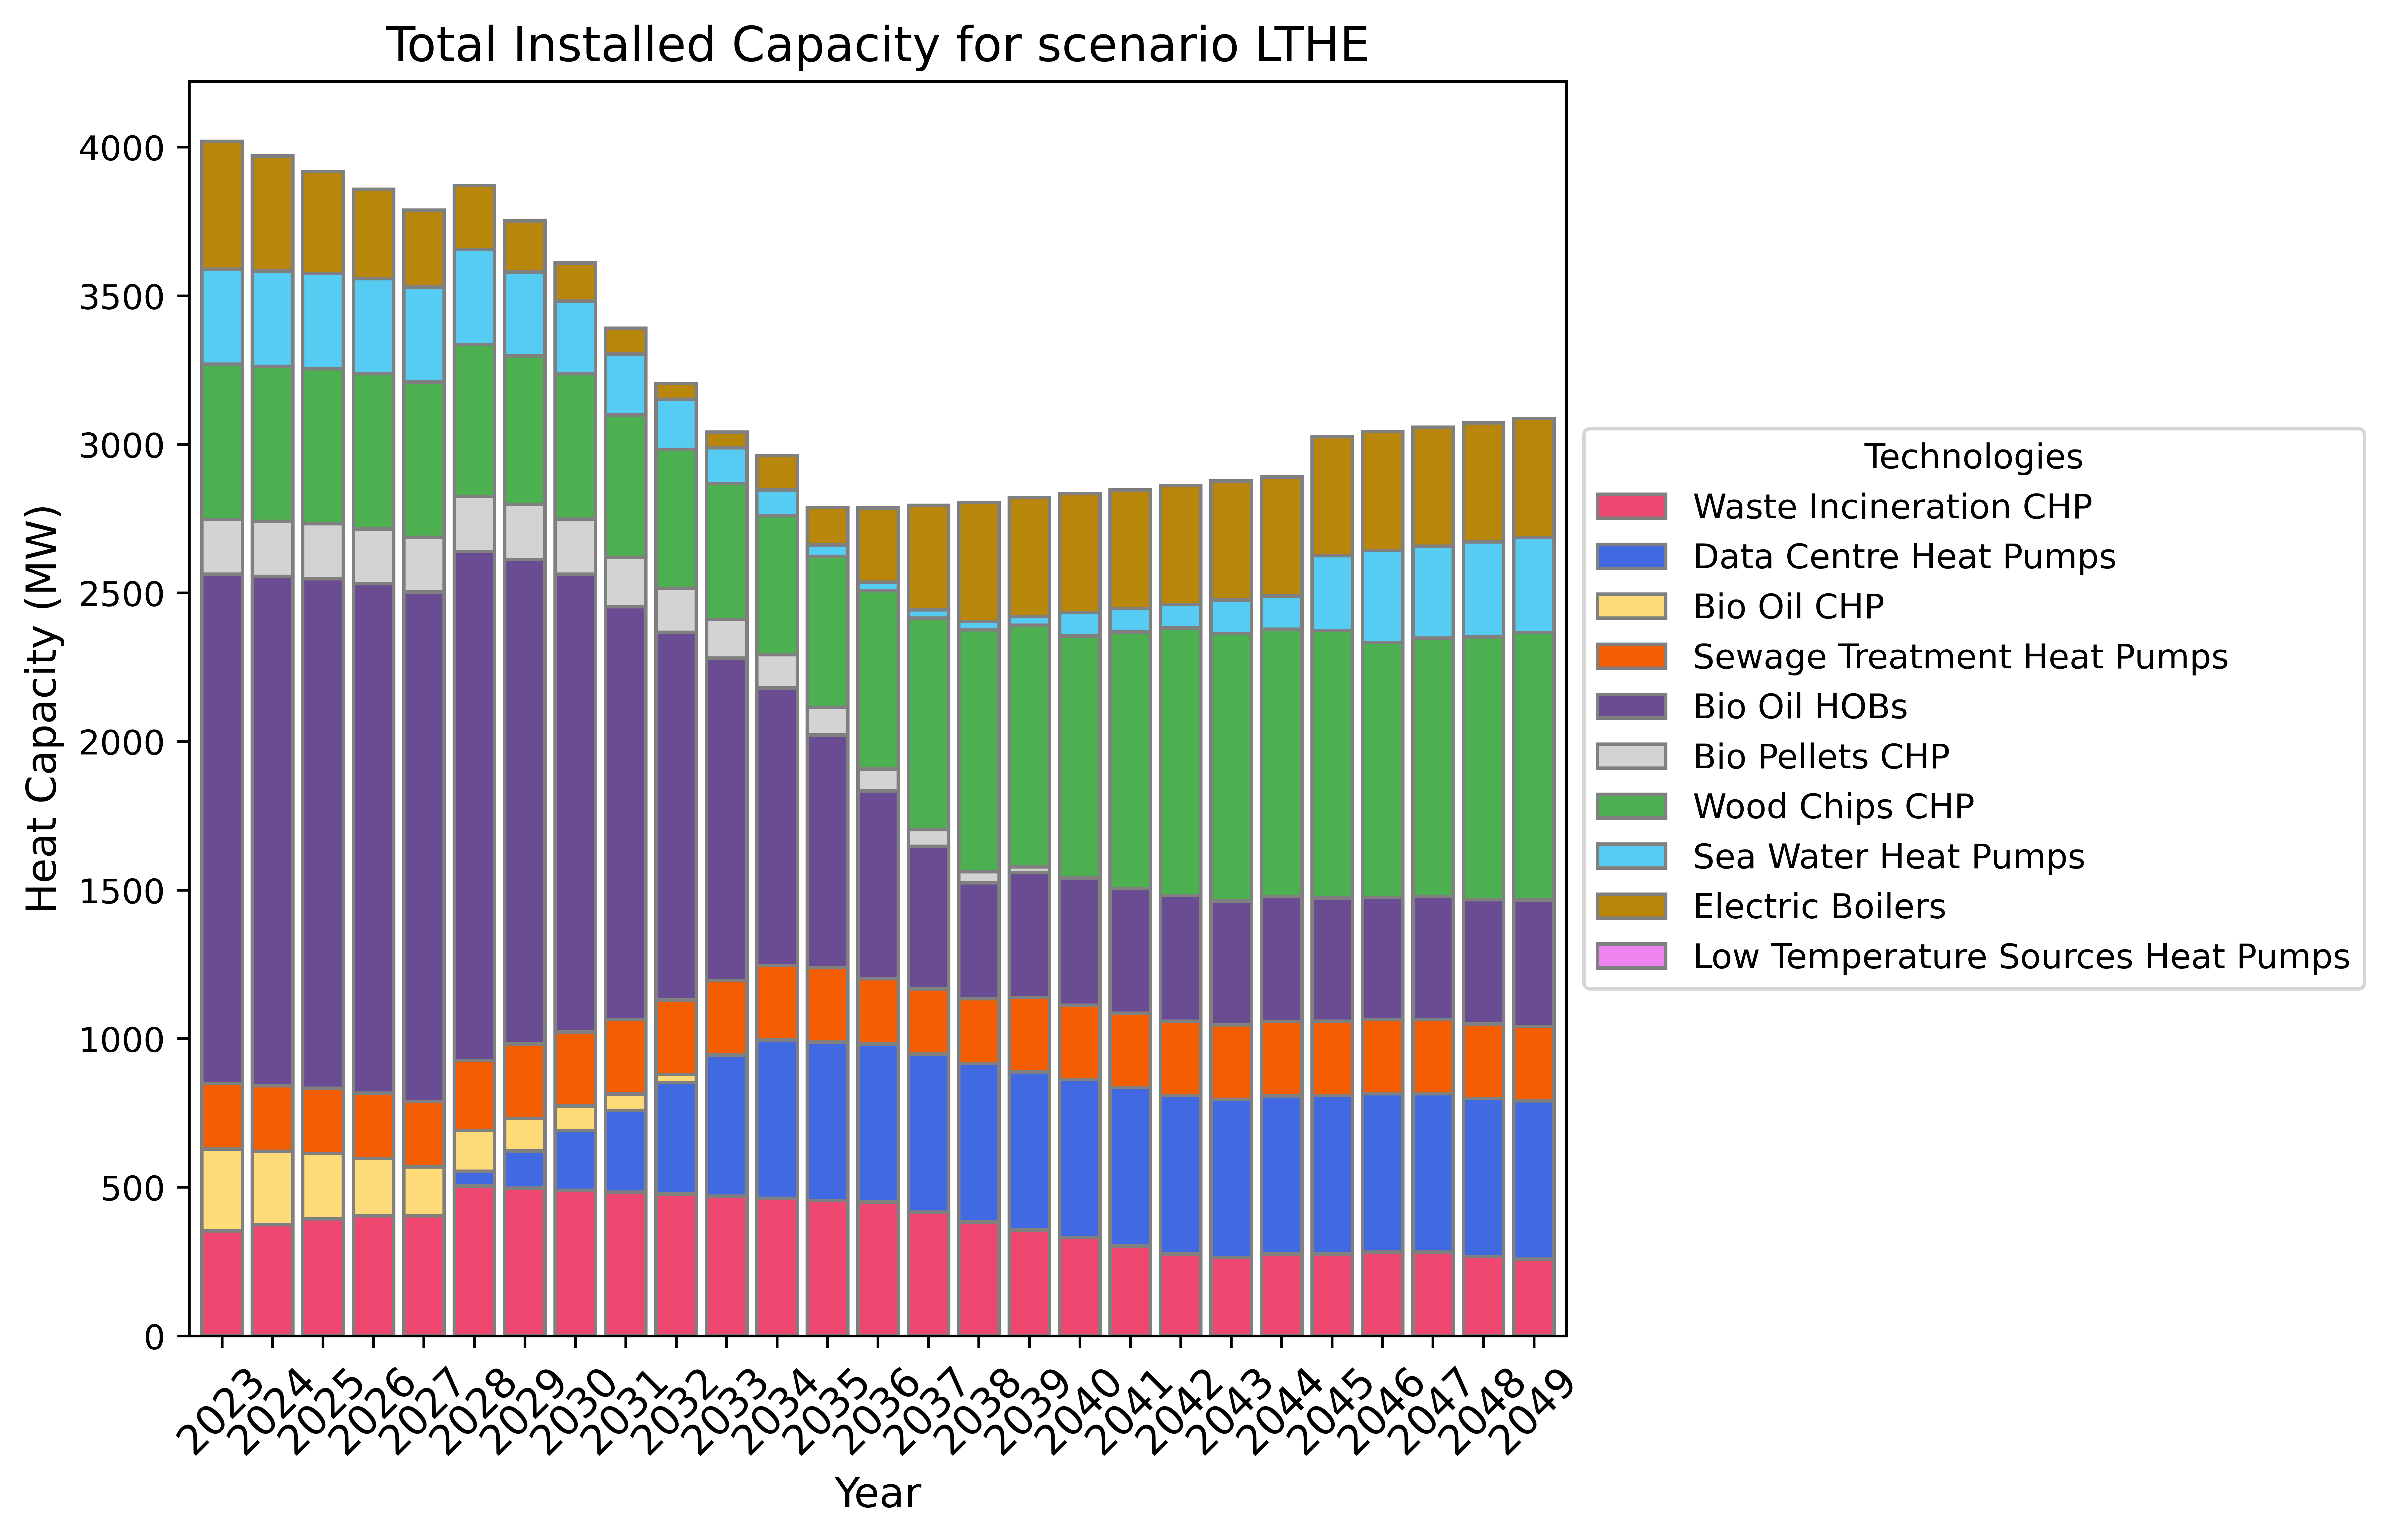 Total Installed Capacity for scenario LTHE
Heat Capacity (MW)
4000
3500
3000
2500
2000
1500
1000
500
0
2023
2024
2025
2026
2027
2028
2029
2030
2031
2032
2033
2034
2035
2036
2037
2038
2039
2040
2041
2042
2043
2044
2045
2046
2047
2048
2049
Year
Technologies
Waste Incineration CHP
Data Centre Heat Pumps
Bio Oil CHP
Sewage Treatment Heat Pumps
Bio Oil HOBs
Bio Pellets CHP
Wood Chips CHP
Sea Water Heat Pumps
Electric Boilers
Low Temperature Sources Heat Pumps